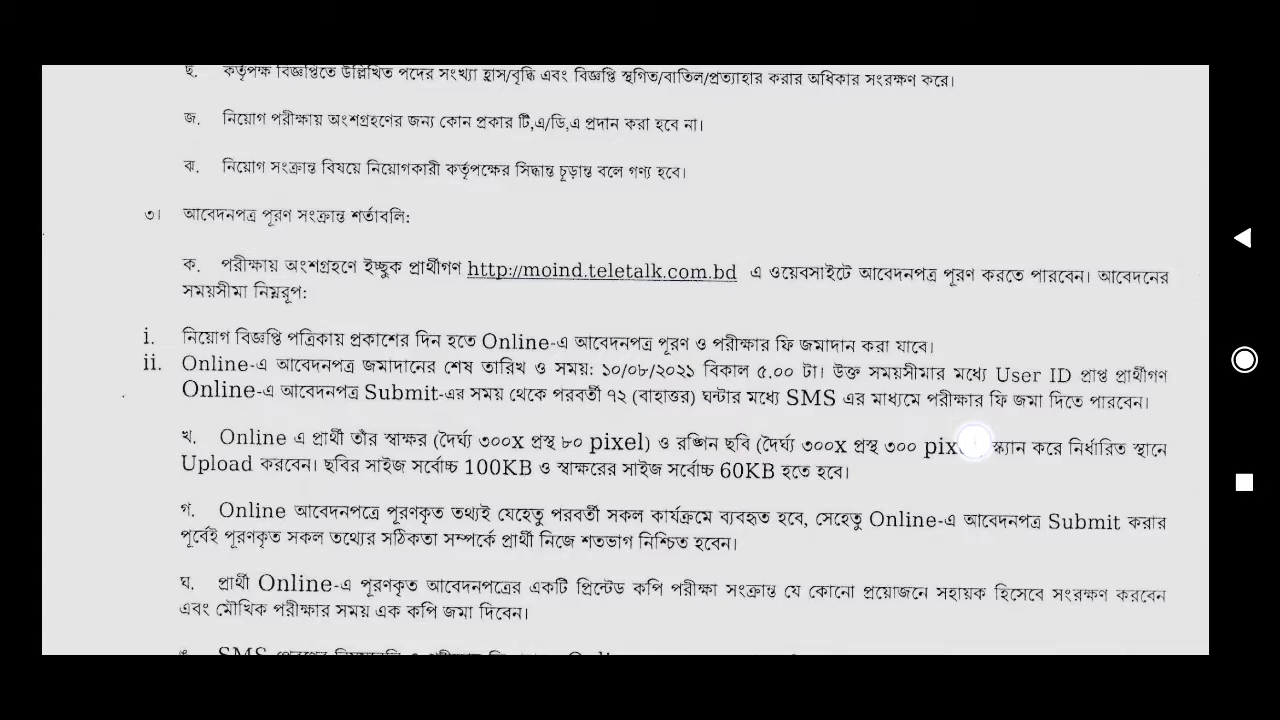 ছ. কর্তৃপক্ষ বিজ্ঞপ্তিতে উল্লিখিত পদের সংখ্যা হ্রাস/বৃদ্ধি এবং বিজ্ঞপ্তি স্থগিত/বাতিল/প্রত্যাহার করার অধিকার সংরক্ষণ করে।
জ. নিয়োগ পরীক্ষায় অংশগ্রহণের জন্য কোন প্রকার টি,এ/ডি,এ প্রদান করা হবে না।
ঝ. নিয়োগ সংক্রান্ত বিষয়ে নিয়োগকারী কর্তৃপক্ষের সিদ্ধান্ত চূড়ান্ত বলে গণ্য হবে।
৩। আবেদনপত্র পূরণ সংক্রান্ত শর্তাবলি:
ক. পরীক্ষায় অংশগ্রহণে ইচ্ছুক প্রার্থীগণ http://moind.teletalk.com.bd এ ওয়েবসাইটে আবেদনপত্র পূরণ করতে পারবেন। আবেদনের
সময়সীমা নিম্নরূপ:
i. নিয়োগ বিজ্ঞপ্তি পত্রিকায় প্রকাশের দিন হতে Online-এ আবেদনপত্র পূরণ ও পরীক্ষার ফি জমাদান করা যাবে।
ii. Online-এ আবেদনপত্র জমাদানের শেষ তারিখ ও সময়: ১০/০৮/২০২১ বিকাল ৫.০০ টা। উক্ত সময়সীমার মধ্যে User ID প্রাপ্ত প্রার্থীগণ
Online-এ আবেদনপত্র Submit-এর সময় থেকে পরবর্তী ৭২ (বাহাত্তর) ঘন্টার মধ্যে SMS এর মাধ্যমে পরীক্ষার ফি জমা দিতে পারবেন।
খ. Online এ প্রার্থী তাঁর স্বাক্ষর (দৈর্ঘ্য ৩০০x প্রস্থ ৮০ pixel) ও রঙ্গিন ছবি (দৈর্ঘ্য ৩০০x প্রস্থ ৩০০ স্ক্যান করে নির্ধারিত স্থানে
Upload করবেন। ছবির সাইজ সর্বোচ্চ 100KB ও স্বাক্ষরের সাইজ সর্বোচ্চ 60KB হতে হবে।
গ. Online আবেদনপত্রে পূরণকৃত তথ্যই যেহেতু পরবর্তী সকল কার্যক্রমে ব্যবহৃত হবে, সেহেতু Online-এ আবেদনপত্র Submit করার
পূর্বেই পূরণকৃত সকল তথ্যের সঠিকতা সম্পর্কে প্রার্থী নিজে শতভাগ নিশ্চিত হবেন।
ঘ. প্রার্থী Online-এ পূরণকৃত আবেদনপত্রের একটি প্রিন্টেড কপি পরীক্ষা সংক্রান্ত যে কোনো প্রয়োজনে সহায়ক হিসেবে সংরক্ষণ করবেন
এবং মৌখিক পরীক্ষার সময় এক কপি জমা দিবেন।